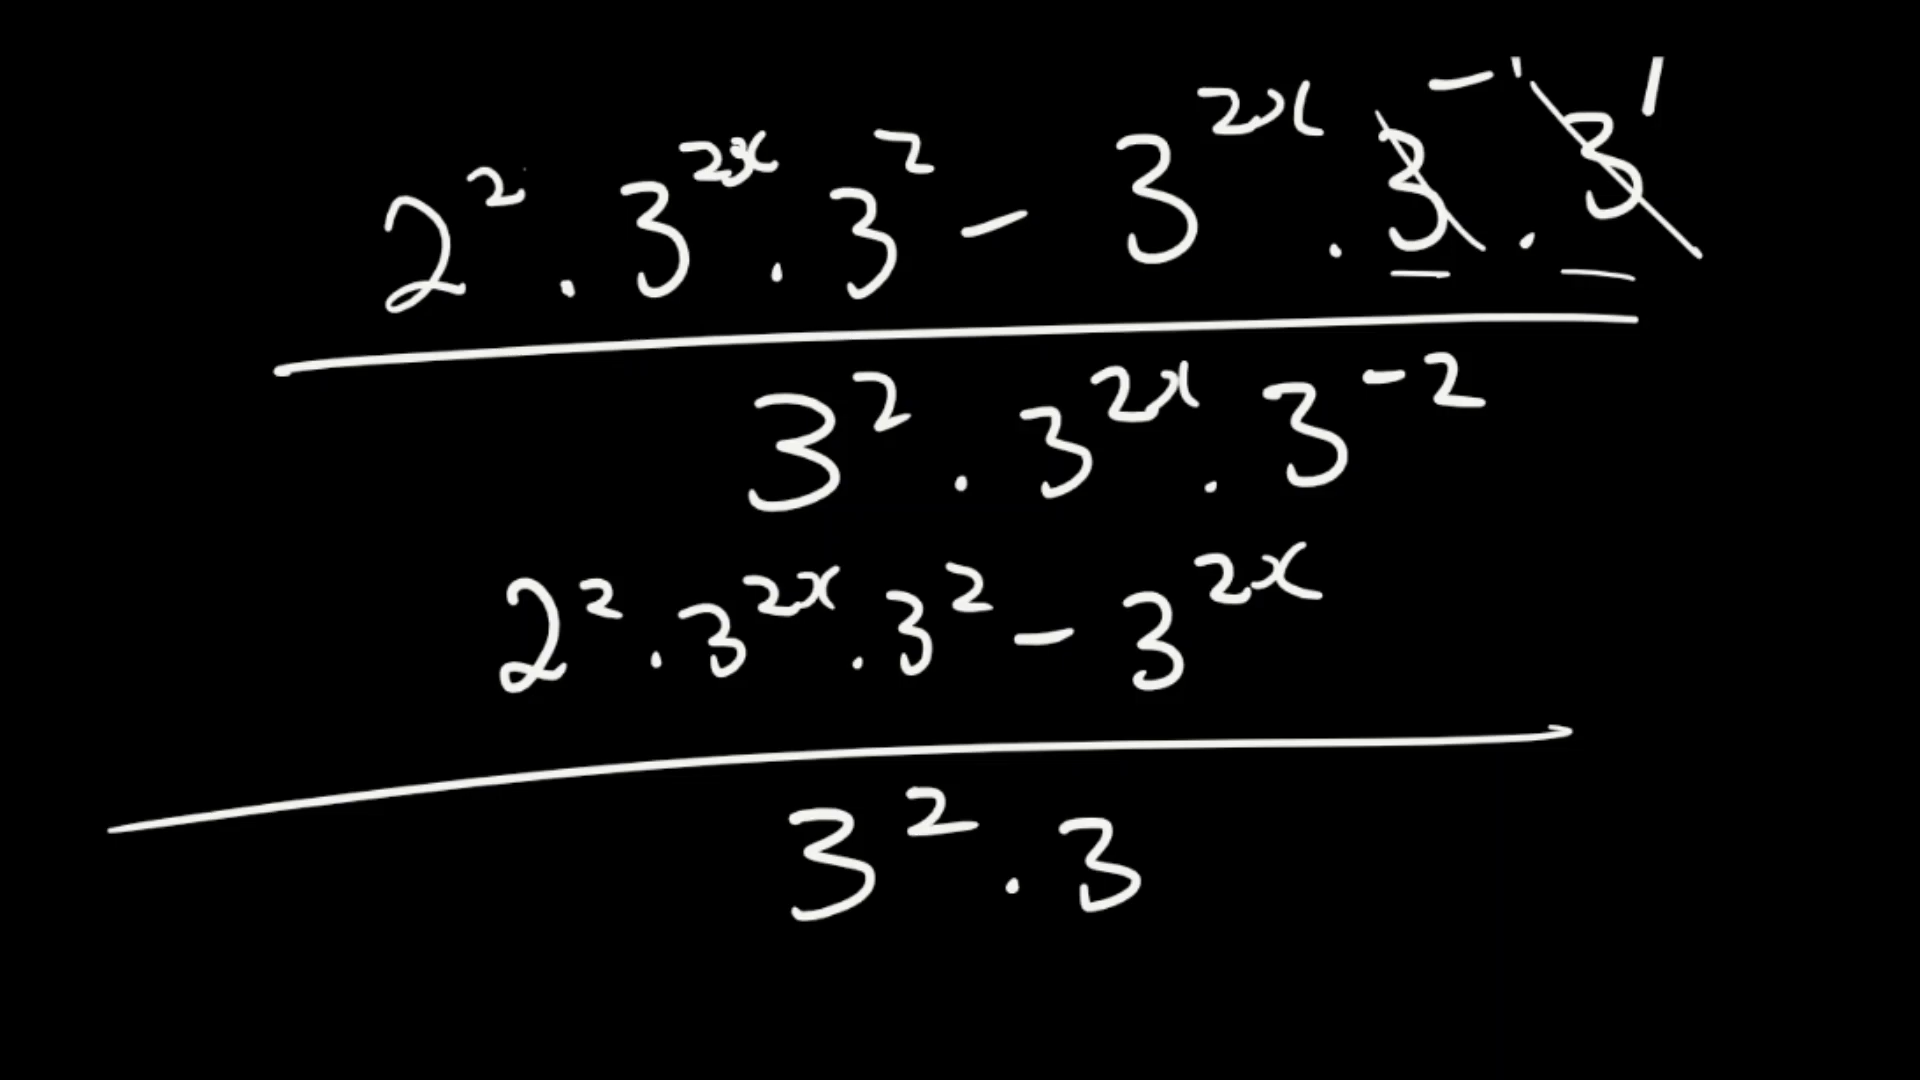 2² . 3²ˣ . 3² - 3²ˣ . 3⁻¹ . 3¹
3² . 3²ˣ . 3⁻²
2² . 3²ˣ . 3² - 3²ˣ
3² . 3